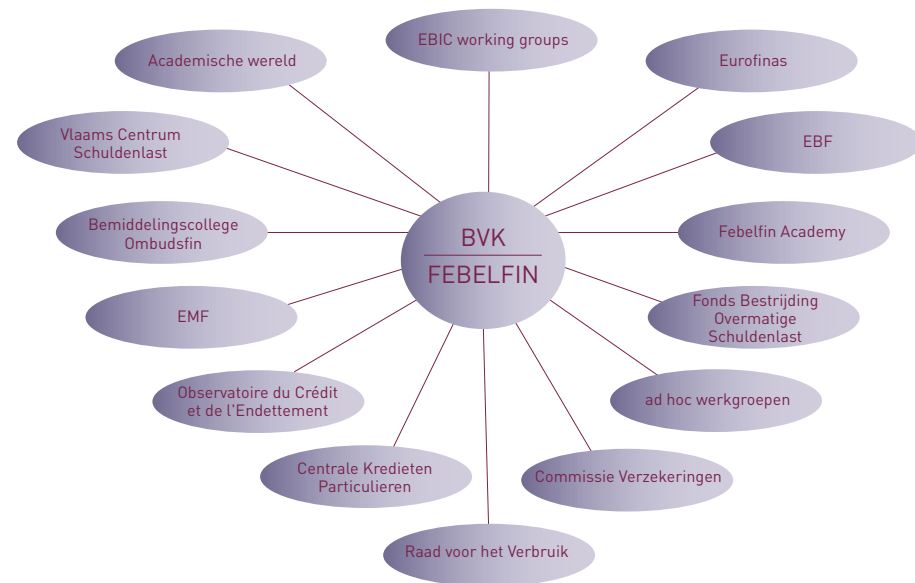 EBIC working groups
Academische wereld
Eurofinas
Vlaams Centrum
Schuldenlast
EBF
Bemiddelingscollege
Ombudsfin
BVK
FEBELFIN
Febelfin Academy
EMF
Fonds Bestrijding
Overmatige
Schuldenlast
Observatoire du Crédit
et de l'Endettement
ad hoc werkgroepen
Centrale Kredieten
Particulieren
Commissie Verzekeringen
Raad voor het Verbruik